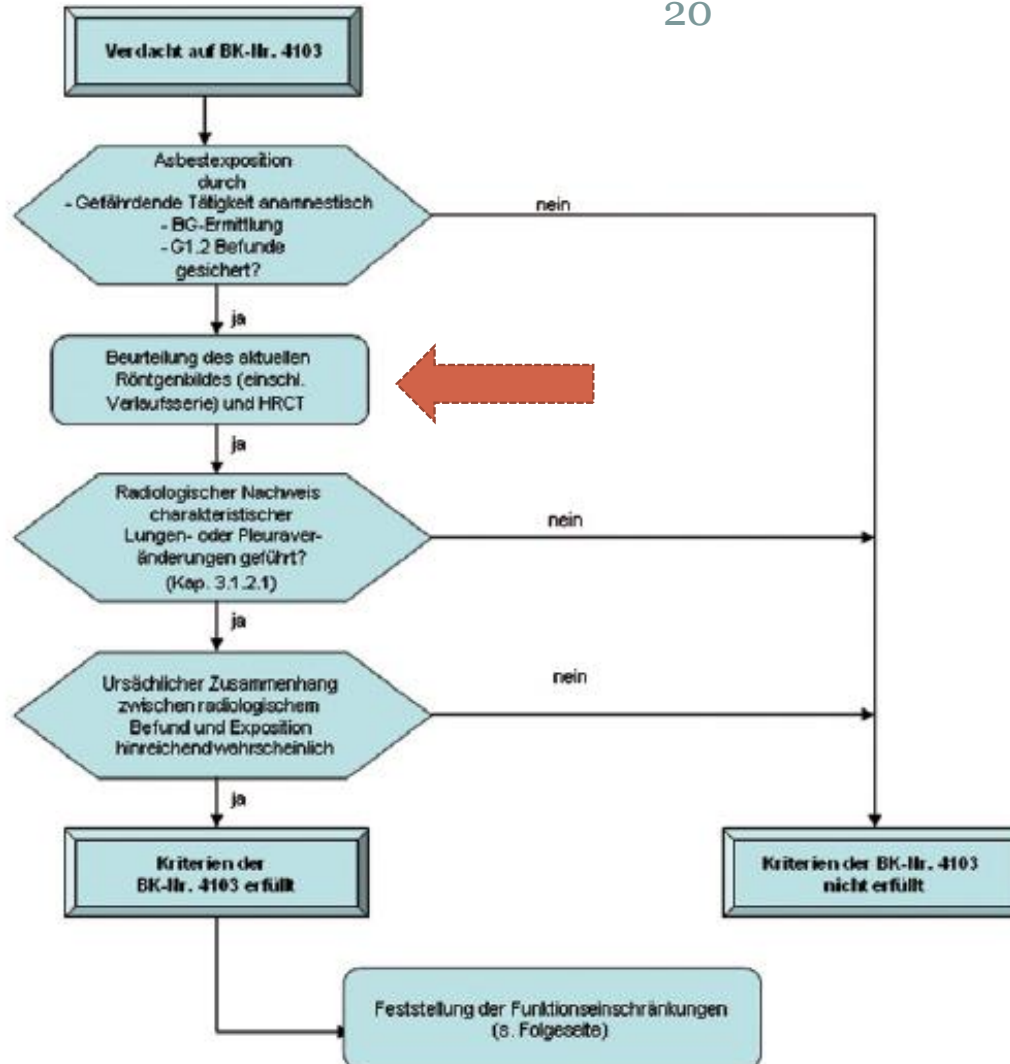 20
Verdacht auf BK-Nr. 4103
Asbestexposition
durch
- Gefährdende Tätigkeit anamnestisch
- BG-Ermittlung
- G1.2 Befunde
gesichert?
nein
ja
Beurteilung des aktuellen
Röntgenbildes (einschl.
Verlaufsserie) und HRCT
ja
Radiologischer Nachweis
charakteristischer
Lungen- oder Pleuraver-
änderungen geführt?
(Kap. 3.1.2.1)
nein
ja
Ursächlicher Zusammenhang
zwischen radiologischem
Befund und Exposition
hinreichend wahrscheinlich
nein
ja
Kriterien der
BK-Nr. 4103 erfüllt
Kriterien der BK-Nr. 4103
nicht erfüllt
Feststellung der Funktionseinschränkungen
(s. Folgeseite)